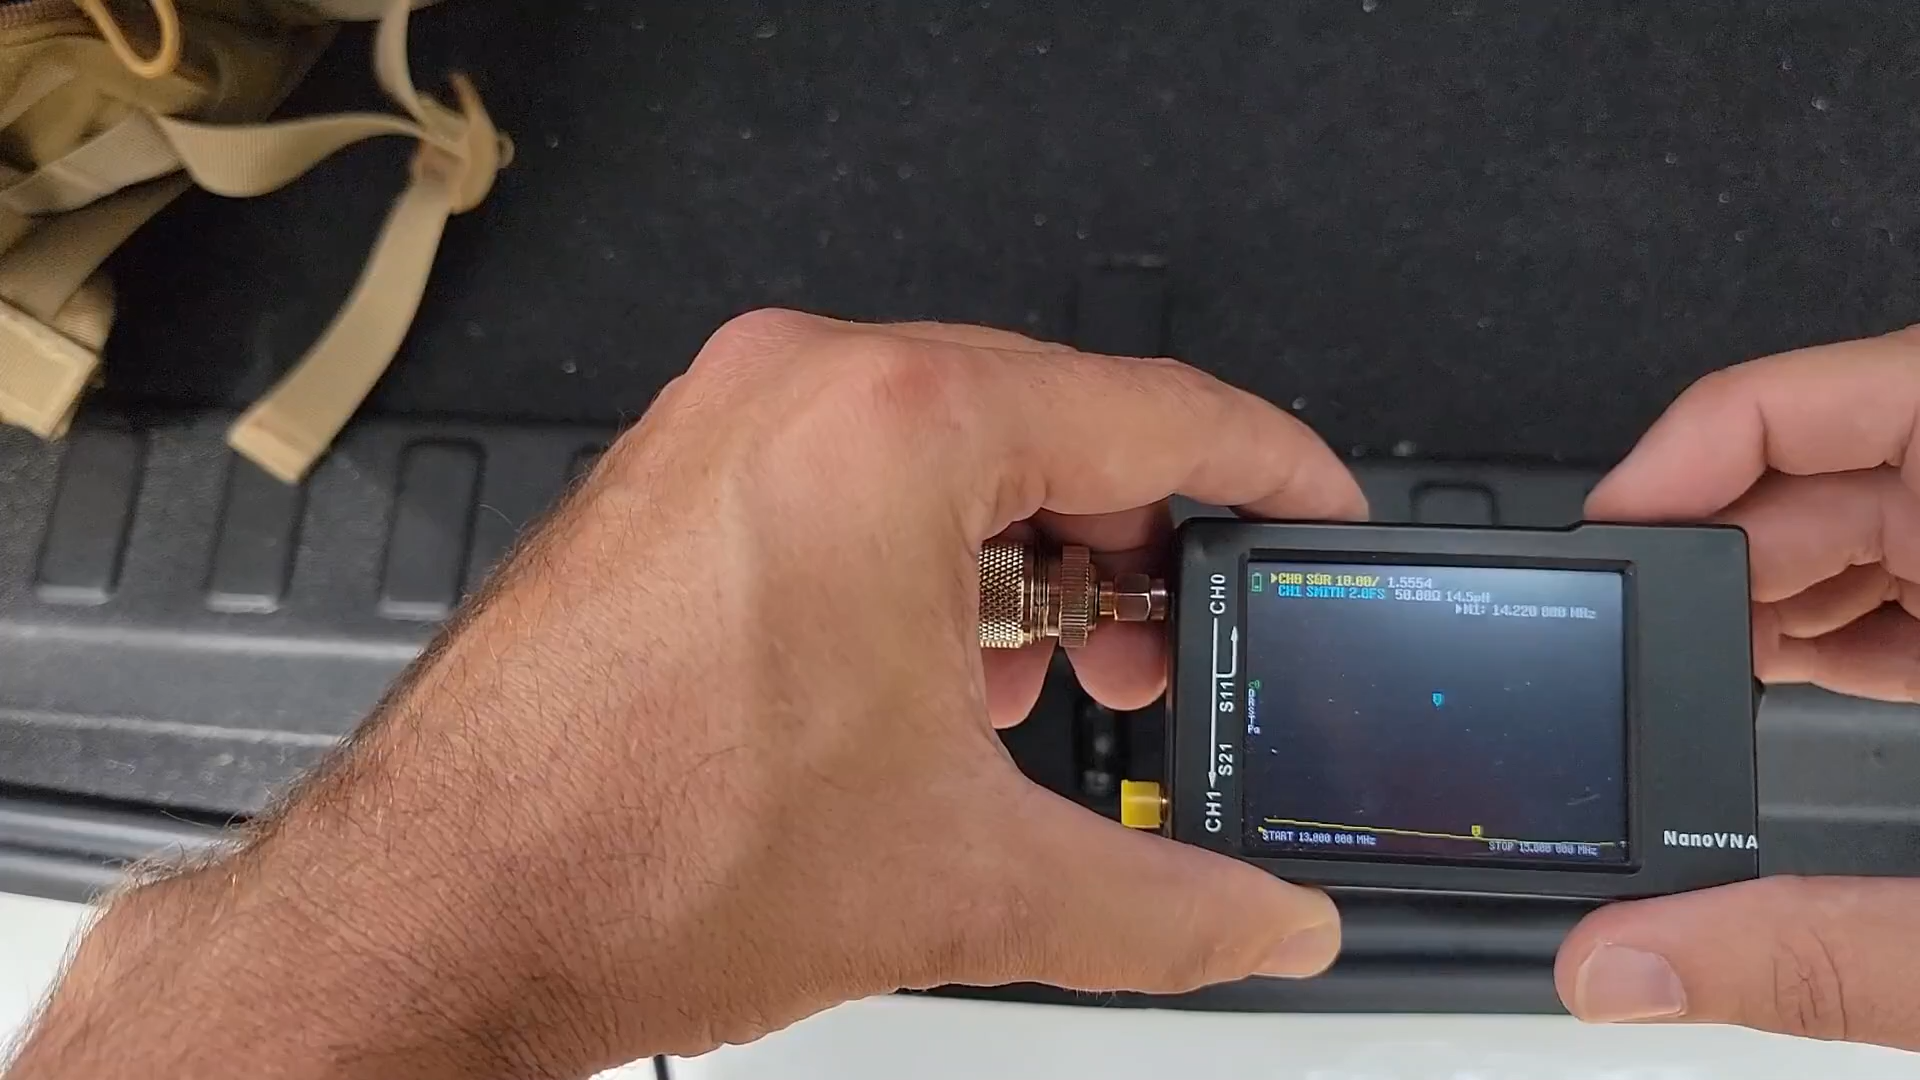 CH0 SWR 10.00/ 1.5554
CH1 SMITH 2.0FS 50.00Ω 14.5pH
M1: 14.220 000 MHz
START 13.000 000 MHz
STOP 15.000 000 MHz
CH0
S11
S21
CH1
NanoVNA